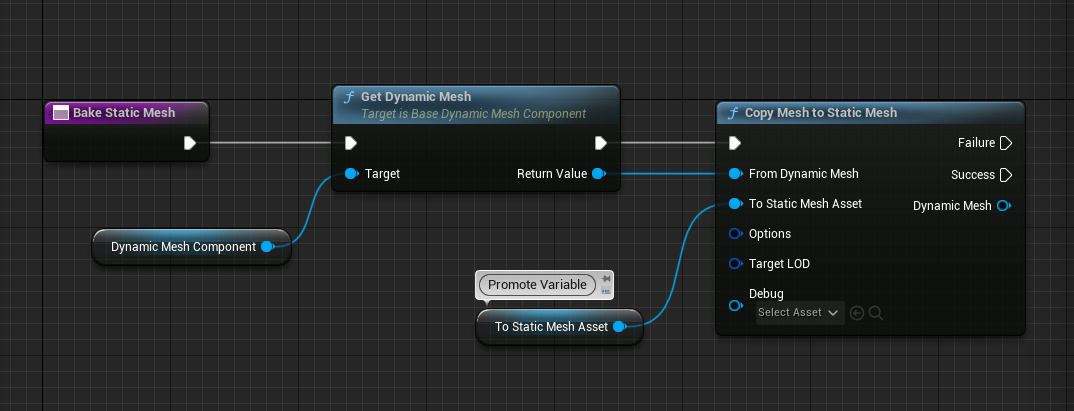 Bake Static Mesh
Get Dynamic Mesh
Target is Base Dynamic Mesh Component
Target
Return Value
Dynamic Mesh Component
Copy Mesh to Static Mesh
Failure
From Dynamic Mesh
Success
To Static Mesh Asset
Dynamic Mesh
Options
Target LOD
Debug
Select Asset
Promote Variable
To Static Mesh Asset